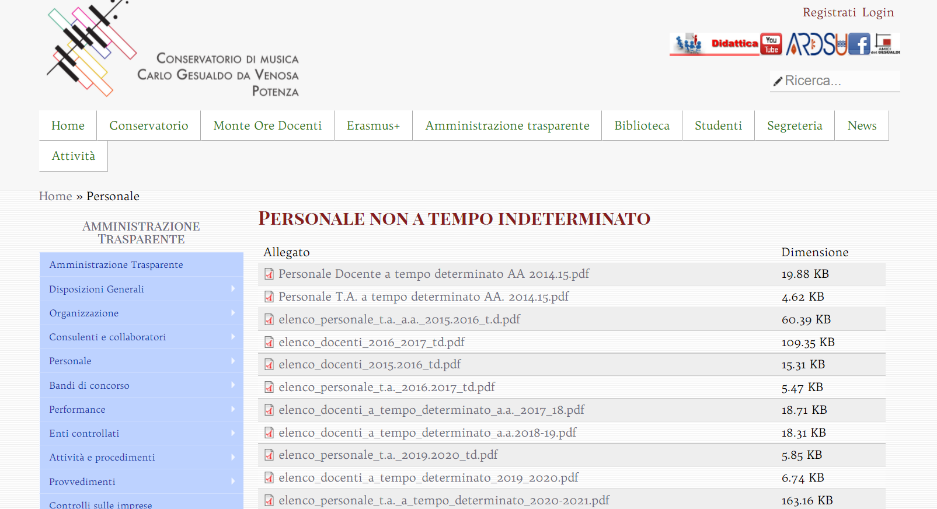 Registrati Login
Conservatorio di musica
Carlo Gesualdo da Venosa
Potenza
Didattica You Tube ARDSU
Ricerca...
Home Conservatorio Monte Ore Docenti Erasmus+ Amministrazione trasparente Biblioteca Studenti Segreteria News
Attività
Home » Personale
Amministrazione
Trasparente
Amministrazione Trasparente
Disposizioni Generali
Organizzazione
Consulenti e collaboratori
Personale
Bandi di concorso
Performance
Enti controllati
Attività e procedimenti
Provvedimenti
Controlli sulle imprese
Personale non a tempo indeterminato
Allegato Dimensione
Personale Docente a tempo determinato AA 2014.15.pdf 19.88 KB
Personale T.A. a tempo determinato AA. 2014.15.pdf 4.62 KB
elenco_personale_t.a._a.a._2015.2016_t.d.pdf 60.39 KB
elenco_docenti_2016_2017_td.pdf 109.35 KB
elenco_docenti_2015.2016_td.pdf 15.31 KB
elenco_personale_t.a._2016.2017_td.pdf 5.47 KB
elenco_docenti_a_tempo_determinato_a.a._2017_18.pdf 18.71 KB
elenco_docenti_a_tempo_determinato_a.a.2018-19.pdf 18.31 KB
elenco_personale_t.a._2019.2020_td.pdf 5.85 KB
elenco_docenti_a_tempo_determinato_2019_2020.pdf 6.74 KB
elenco_personale_t.a._a_tempo_determinato_2020-2021.pdf 163.16 KB